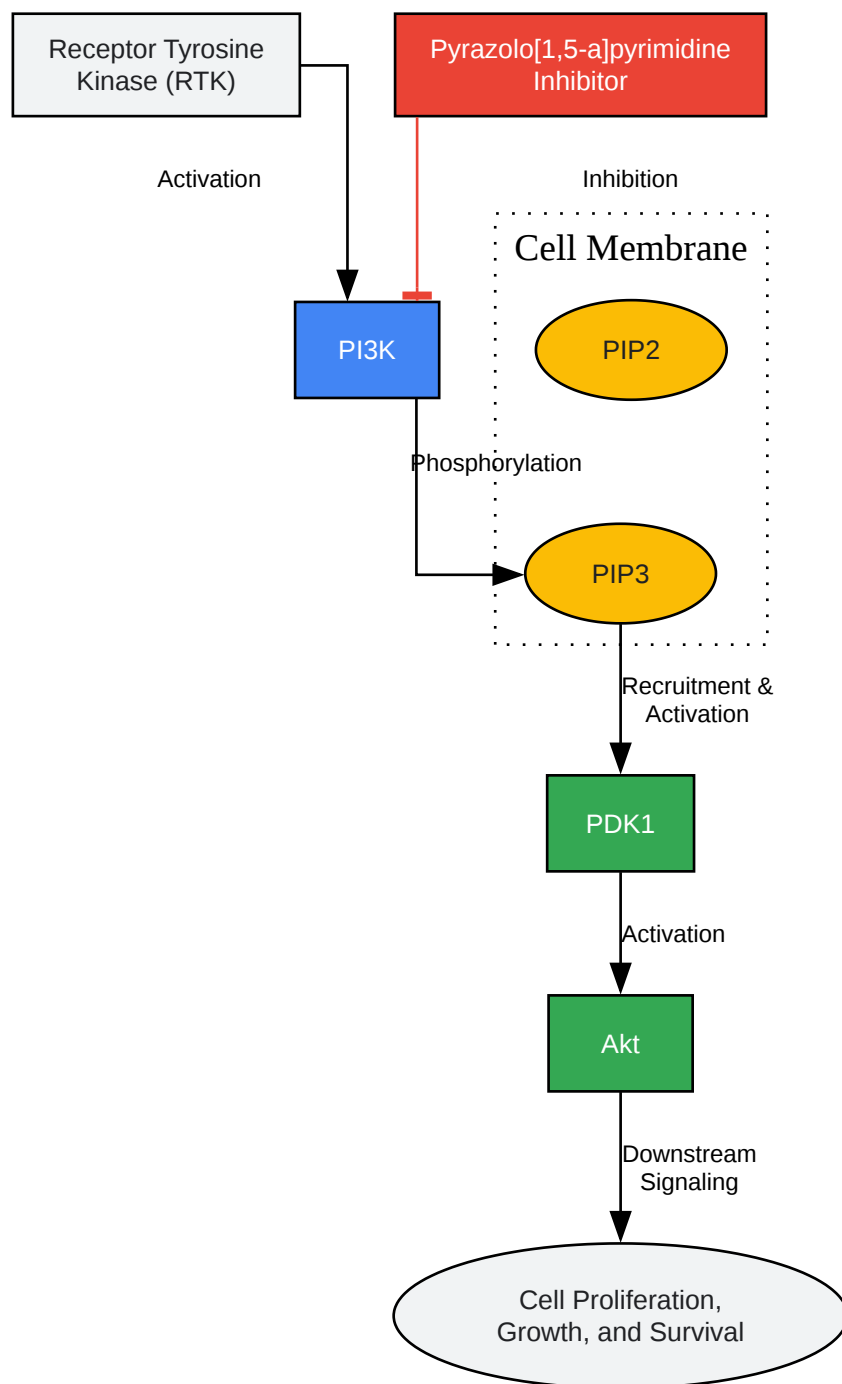 Receptor Tyrosine
Kinase (RTK)
Pyrazolo[1,5-a]pyrimidine
Inhibitor
Activation
Inhibition
Cell Membrane
PI3K
PIP2
Phosphorylation
PIP3
Recruitment &
Activation
PDK1
Activation
Akt
Downstream
Signaling
Cell Proliferation,
Growth, and Survival